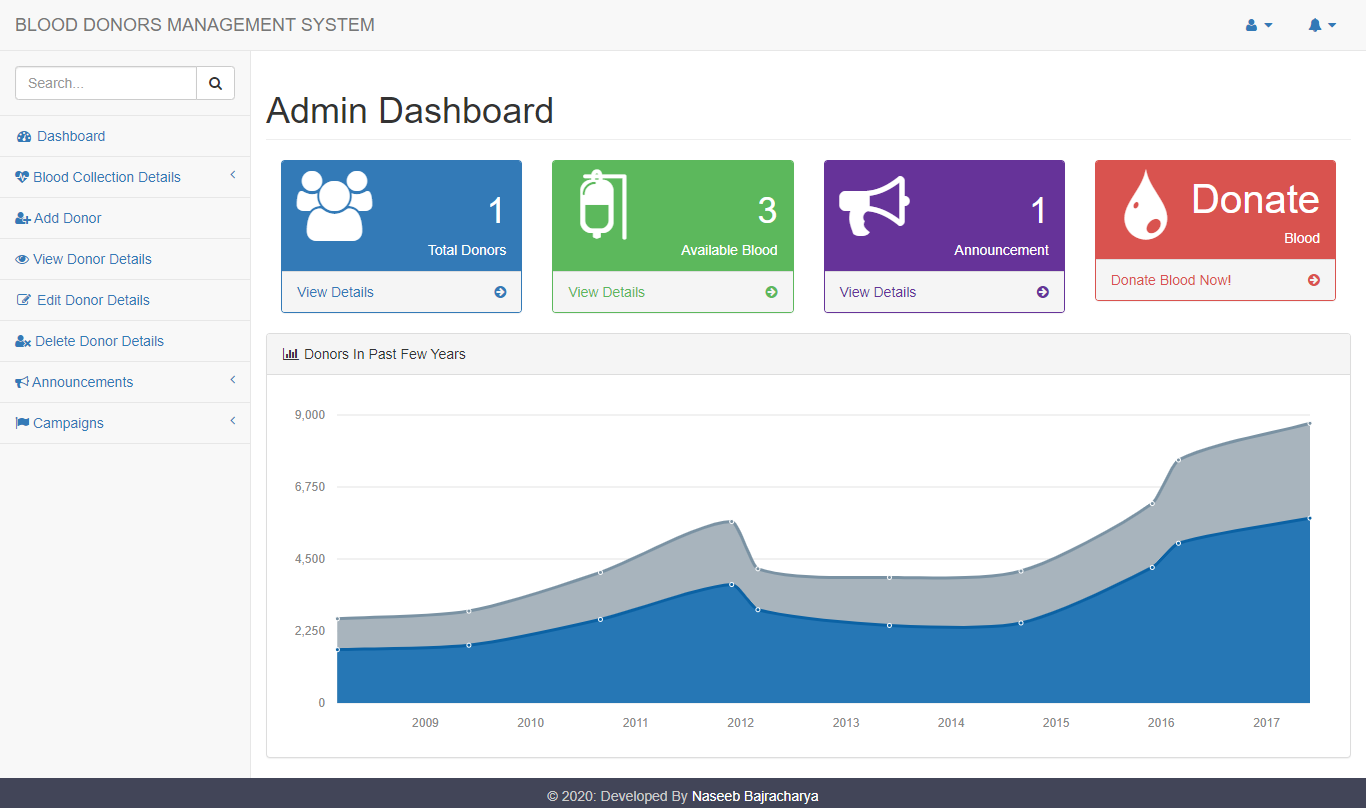 BLOOD DONORS MANAGEMENT SYSTEM
Search...
Dashboard
Blood Collection Details
Add Donor
View Donor Details
Edit Donor Details
Delete Donor Details
Announcements
Campaigns
Admin Dashboard
1
Total Donors
View Details
3
Available Blood
View Details
1
Announcement
View Details
Donate
Blood
Donate Blood Now!
Donors In Past Few Years
9,000
6,750
4,500
2,250
0
2009 2010 2011 2012 2013 2014 2015 2016 2017
© 2020: Developed By Naseeb Bajracharya